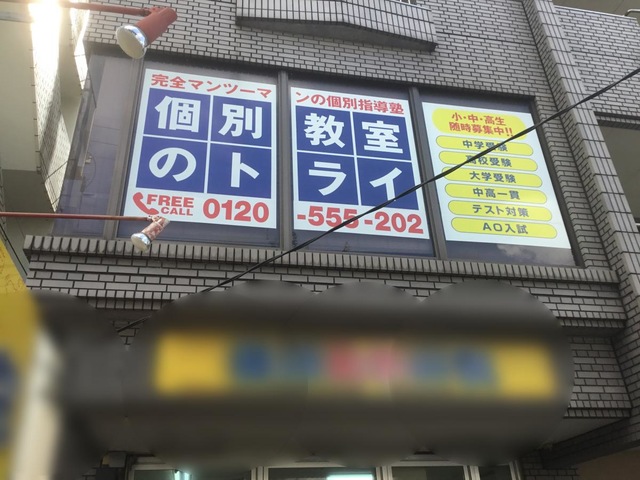 完全マンツーマンの個別指導塾
個別教室
のトライ
FREE CALL 0120-555-202
小・中・高生
随時募集中!!
中学受験
高校受験
大学受験
中高一貫
テスト対策
AO入試